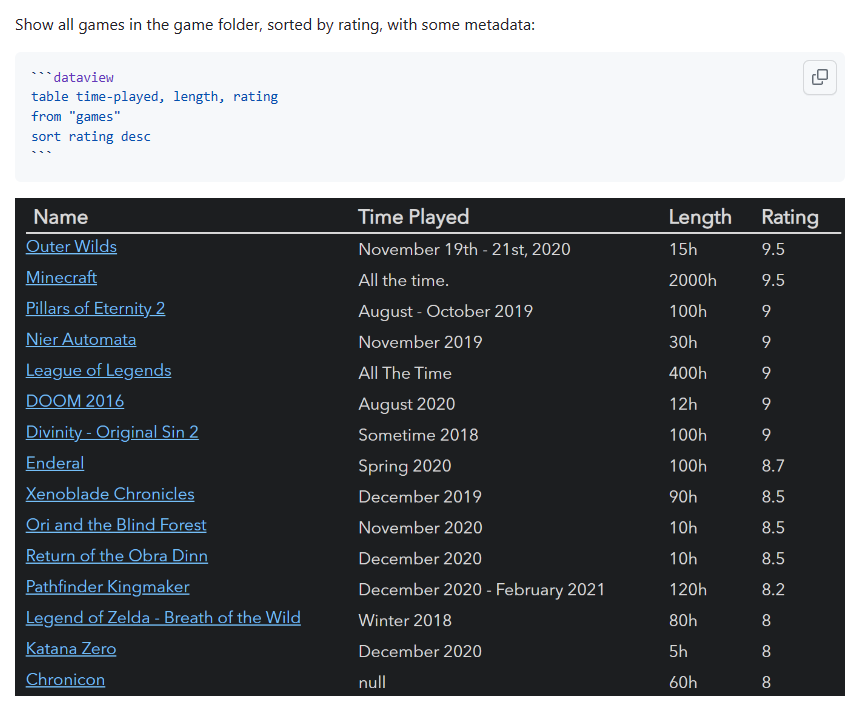 Show all games in the game folder, sorted by rating, with some metadata:
```dataview
table time-played, length, rating
from "games"
sort rating desc
```
Name Time Played Length Rating
Outer Wilds November 19th - 21st, 2020 15h 9.5
Minecraft All the time. 2000h 9.5
Pillars of Eternity 2 August - October 2019 100h 9
Nier Automata November 2019 30h 9
League of Legends All The Time 400h 9
DOOM 2016 August 2020 12h 9
Divinity - Original Sin 2 Sometime 2018 100h 9
Enderal Spring 2020 100h 8.7
Xenoblade Chronicles December 2019 90h 8.5
Ori and the Blind Forest November 2020 10h 8.5
Return of the Obra Dinn December 2020 10h 8.5
Pathfinder Kingmaker December 2020 - February 2021 120h 8.2
Legend of Zelda - Breath of the Wild Winter 2018 80h 8
Katana Zero December 2020 5h 8
Chronicon null 60h 8